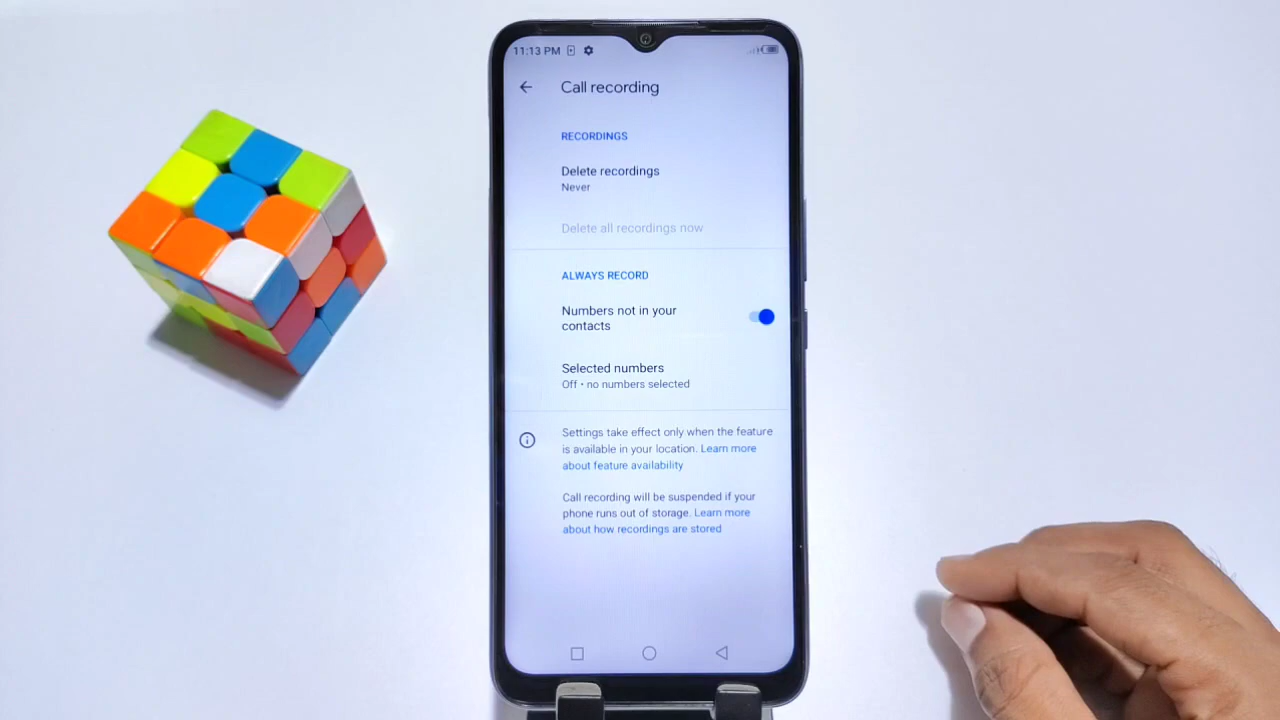 11:13 PM
Call recording
RECORDINGS
Delete recordings
Never
Delete all recordings now
ALWAYS RECORD
Numbers not in your
contacts
Selected numbers
Off • no numbers selected
Settings take effect only when the feature
is available in your location. Learn more
about feature availability
Call recording will be suspended if your
phone runs out of storage. Learn more
about how recordings are stored